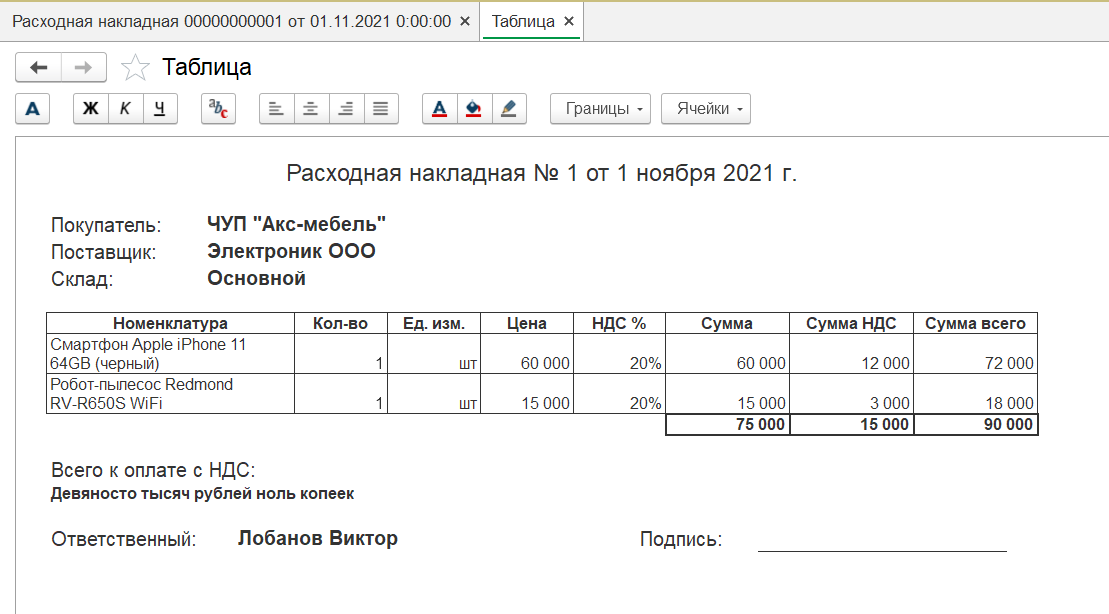 Расходная накладная 00000000001 от 01.11.2021 0:00:00 × Таблица ×
Таблица
А Ж К Ч abc А Границы Ячейки
Расходная накладная № 1 от 1 ноября 2021 г.
Покупатель: ЧУП "Акс-мебель"
Поставщик: Электроник ООО
Склад: Основной
Номенклатура Кол-во Ед. изм. Цена НДС % Сумма Сумма НДС Сумма всего
Смартфон Apple iPhone 11
64GB (черный) 1 шт 60 000 20% 60 000 12 000 72 000
Робот-пылесос Redmond
RV-R650S WiFi 1 шт 15 000 20% 15 000 3 000 18 000
75 000 15 000 90 000
Всего к оплате с НДС:
Девяносто тысяч рублей ноль копеек
Ответственный: Лобанов Виктор Подпись: